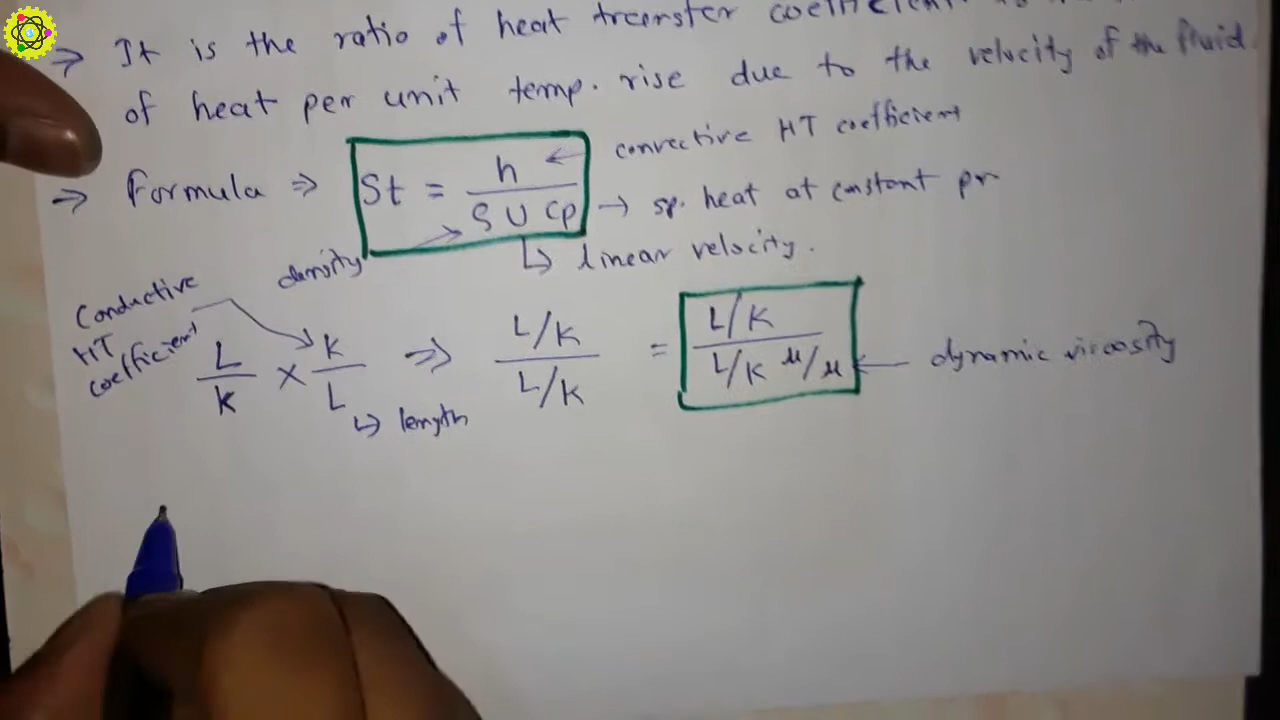 ⇒ It is the ratio of heat transfer coefficient to
of heat per unit temp. rise due to the velocity of the fluid
⇒ Formula ⇒ St = h / ρ U Cp
← convective HT coefficient
→ sp. heat at constant pr
density
↳ linear velocity.
Conductive
HT
coefficient
L/k × k/L ⇒ (L/K)/(L/K) = (L/K)/(L/K μ/μ) ← dynamic viscosity
↳ length